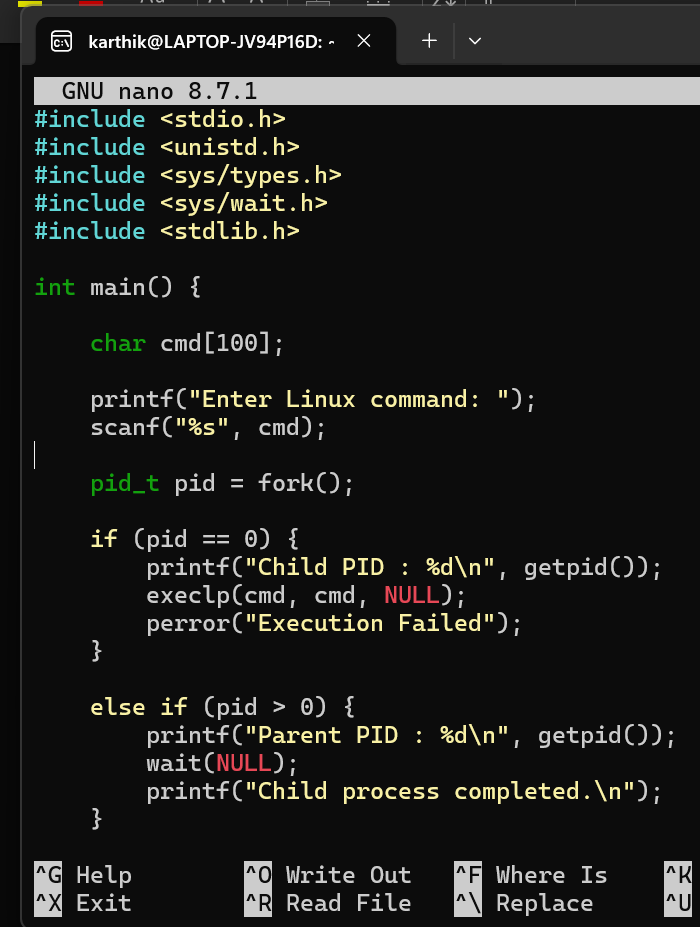 karthik@LAPTOP-JV94P16D: ~
GNU nano 8.7.1
#include <stdio.h>
#include <unistd.h>
#include <sys/types.h>
#include <sys/wait.h>
#include <stdlib.h>
int main() {
    char cmd[100];
    printf("Enter Linux command: ");
    scanf("%s", cmd);
    pid_t pid = fork();
    if (pid == 0) {
        printf("Child PID : %d\n", getpid());
        execlp(cmd, cmd, NULL);
        perror("Execution Failed");
    }
    else if (pid > 0) {
        printf("Parent PID : %d\n", getpid());
        wait(NULL);
        printf("Child process completed.\n");
    }
^G Help ^O Write Out ^F Where Is ^K
^X Exit ^R Read File ^\ Replace ^U